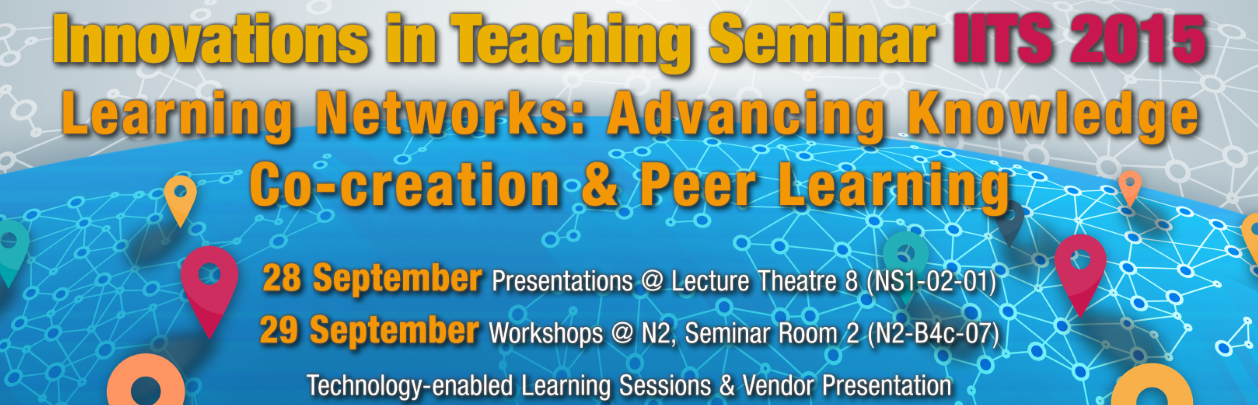 Innovations in Teaching Seminar IITS 2015
Learning Networks: Advancing Knowledge
Co-creation & Peer Learning
28 September Presentations @ Lecture Theatre 8 (NS1-02-01)
29 September Workshops @ N2, Seminar Room 2 (N2-B4c-07)
Technology-enabled Learning Sessions & Vendor Presentation